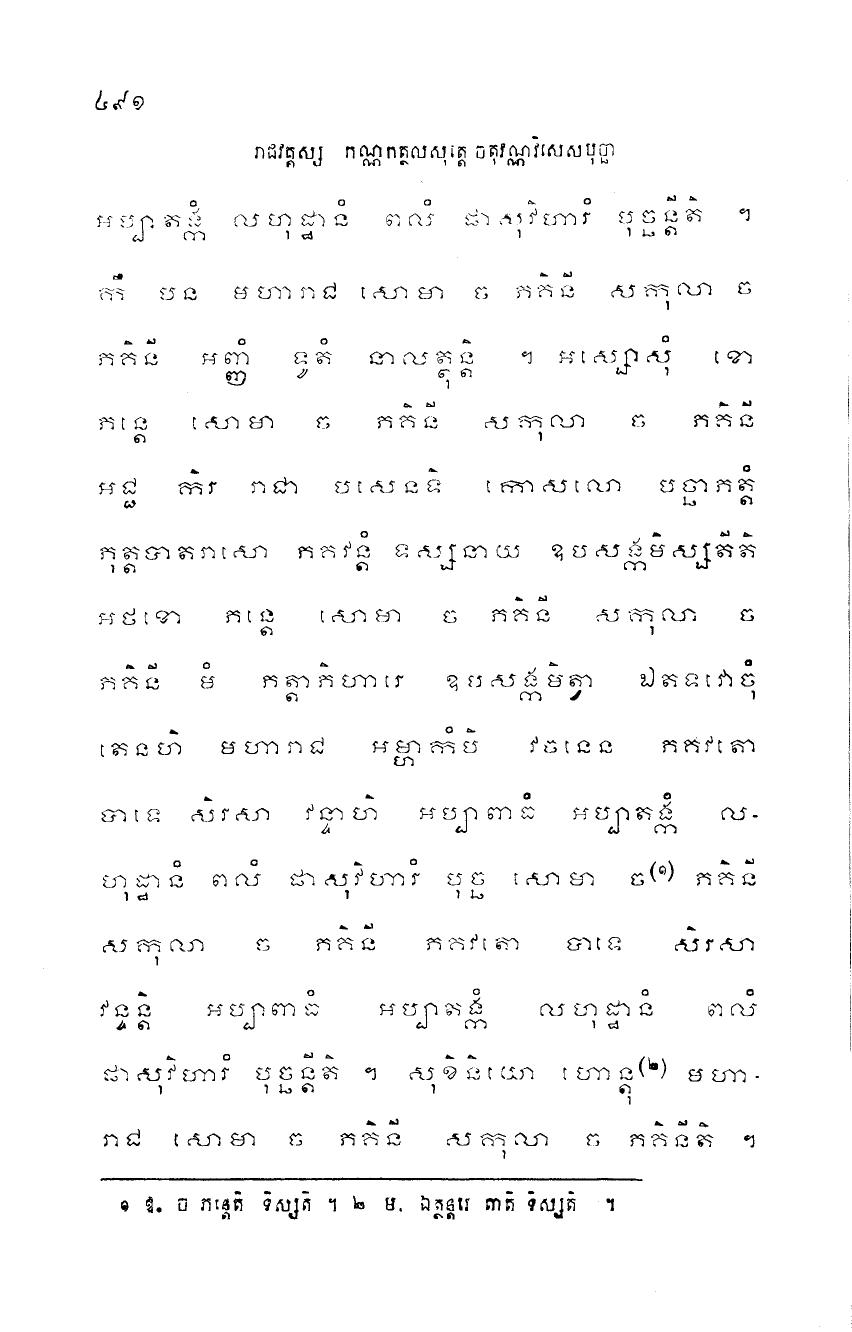 ៤៩១
រាជវគ្គស្ស កណ្ណកត្ថលសុត្តេ ចតុវណ្ណវិសេសបុច្ឆា
អប្បាតង្កំ លហុដ្ឋានំ ពលំ ផាសុវិហារំ បុច្ឆន្តីតិ ។
កឹ បន មហារាជ សោមា ច ភគិនី សកុលា ច
ភគិនី អញ្ញំ ទូតំ នាលត្ថុន្តិ ។ អស្សោសុំ ខោ
ភន្តេ សោមា ច ភគិនី សកុលា ច ភគិនី
អជ្ជ កិរ រាជា បសេនទិ កោសលោ បច្ឆាភត្តំ
ភុត្តបាតរាសោ ភគវន្តំ ទស្សនាយ ឧបសង្កមិស្សតីតិ
អថខោ ភន្តេ សោមា ច ភគិនី សកុលា ច
ភគិនី មំ ភត្តាភិហារេ ឧបសង្កមិត្វា ឯតទវោចុំ
តេនហិ មហារាជ អម្ហាកំបិ វចនេន ភគវតោ
បាទេ សិរសា វន្ទាហិ អប្បាពាធំ អប្បាតង្កំ ល-
ហុដ្ឋានំ ពលំ ផាសុវិហារំ បុច្ឆ សោមា ច(១) ភគិនី
សកុលា ច ភគិនី ភគវតោ បាទេ សិរសា
វន្ទន្តិ អប្បាពាធំ អប្បាតង្កំ លហុដ្ឋានំ ពលំ
ផាសុវិហារំ បុច្ឆន្តីតិ ។ សុខិនិយោ ហោន្តុ(២) មហា-
រាជ សោមា ច ភគិនី សកុលា ច ភគិនីតិ ។
១ ឱ. ច ភន្តេតិ ទិស្សតិ ។ ២ ម. ឯត្ថន្តរេ ពាតិ ទិស្សតិ ។